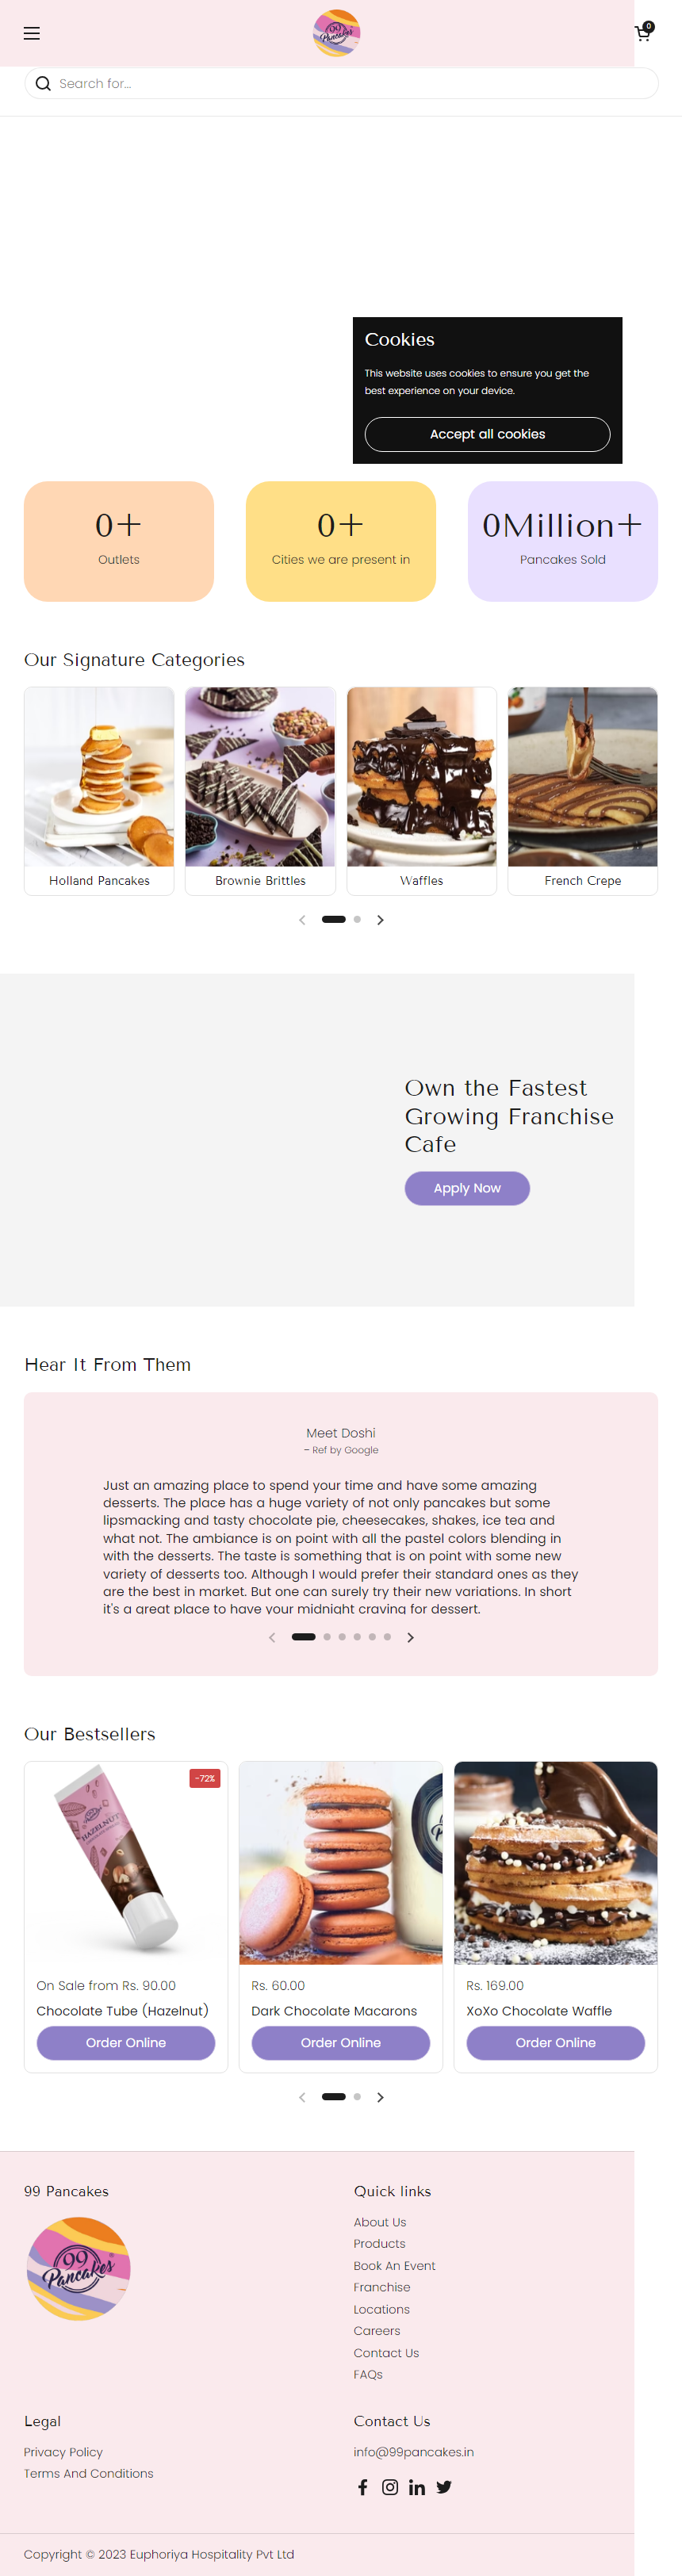 99
Pancakes
0
Search for...
Cookies
This website uses cookies to ensure you get the
best experience on your device.
Accept all cookies
0+
Outlets
0+
Cities we are present in
0Million+
Pancakes Sold
Our Signature Categories
Holland Pancakes
Brownie Brittles
Waffles
French Crepe
Own the Fastest
Growing Franchise
Cafe
Apply Now
Hear It From Them
Meet Doshi
– Ref by Google
Just an amazing place to spend your time and have some amazing
desserts. The place has a huge variety of not only pancakes but some
lipsmacking and tasty chocolate pie, cheesecakes, shakes, ice tea and
what not. The ambiance is on point with all the pastel colors blending in
with the desserts. The taste is something that is on point with some new
variety of desserts too. Although I would prefer their standard ones as they
are the best in market. But one can surely try their new variations. In short
it's a great place to have your midnight craving for dessert.
Our Bestsellers
-72%
HAZELNUT
On Sale from Rs. 90.00
Chocolate Tube (Hazelnut)
Order Online
Rs. 60.00
Dark Chocolate Macarons
Order Online
Rs. 169.00
XoXo Chocolate Waffle
Order Online
99 Pancakes
99
Pancakes
Quick links
About Us
Products
Book An Event
Franchise
Locations
Careers
Contact Us
FAQs
Legal
Privacy Policy
Terms And Conditions
Contact Us
info@99pancakes.in
Copyright © 2023 Euphoriya Hospitality Pvt Ltd